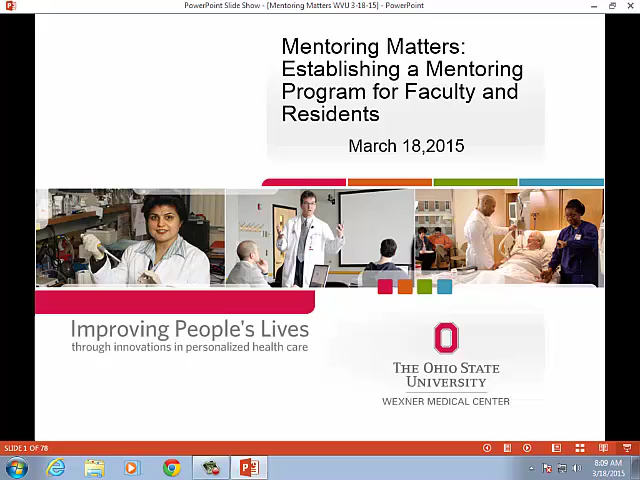 PowerPoint Slide Show - [Mentoring Matters WVU 3-18-15] - PowerPoint
Mentoring Matters:
Establishing a Mentoring
Program for Faculty and
Residents
March 18,2015
Improving People's Lives
through innovations in personalized health care
THE OHIO STATE
UNIVERSITY
WEXNER MEDICAL CENTER
SLIDE 1 OF 78
8:09 AM
3/18/2015